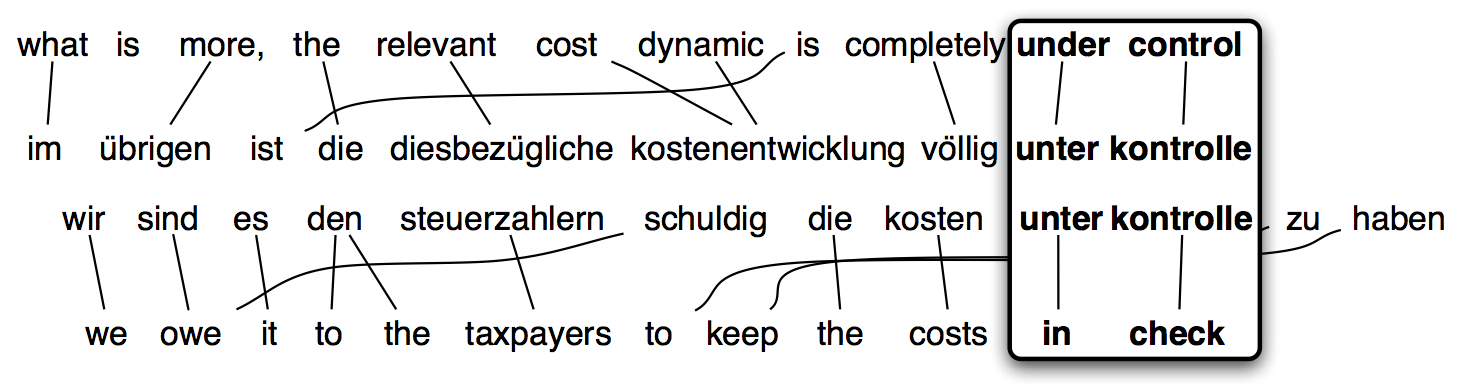 what is more, the relevant cost dynamic is completely under control
im übrigen ist die diesbezügliche kostenentwicklung völlig unter kontrolle
wir sind es den steuerzahlern schuldig die kosten unter kontrolle zu haben
we owe it to the taxpayers to keep the costs in check